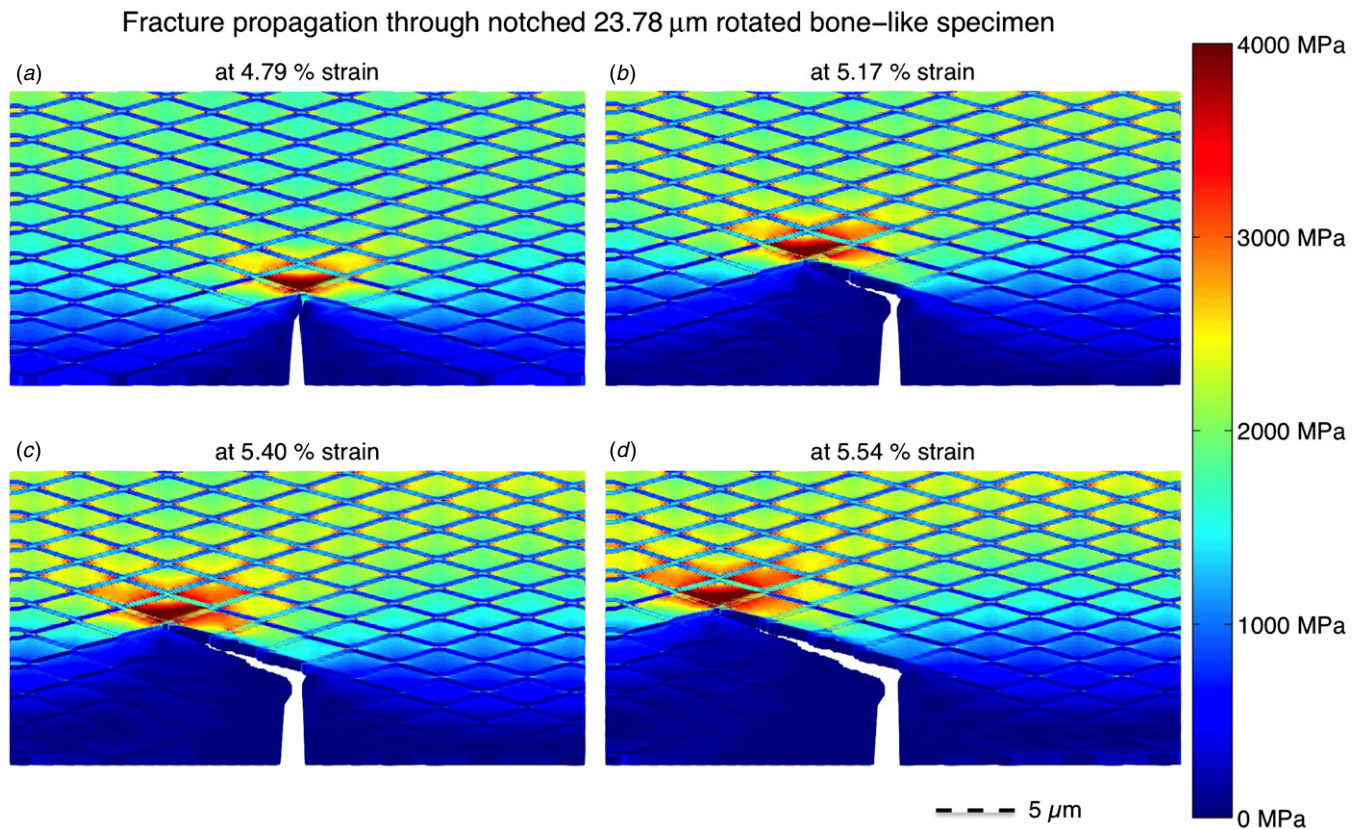 Fracture propagation through notched 23.78 µm rotated bone–like specimen
(a) at 4.79 % strain
(b) at 5.17 % strain
(c) at 5.40 % strain
(d) at 5.54 % strain
4000 MPa
3000 MPa
2000 MPa
1000 MPa
0 MPa
5 µm